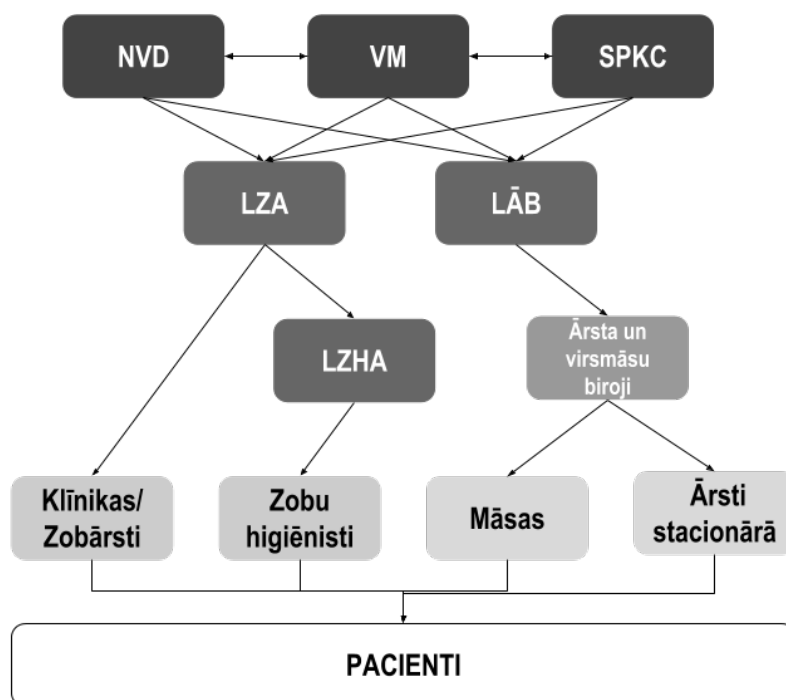 NVD
VM
SPKC
LZA
LĀB
LZHA
Ārsta un
virsmāsu
biroji
Klīnikas/
Zobārsti
Zobu
higiēnisti
Māsas
Ārsti
stacionārā
PACIENTI